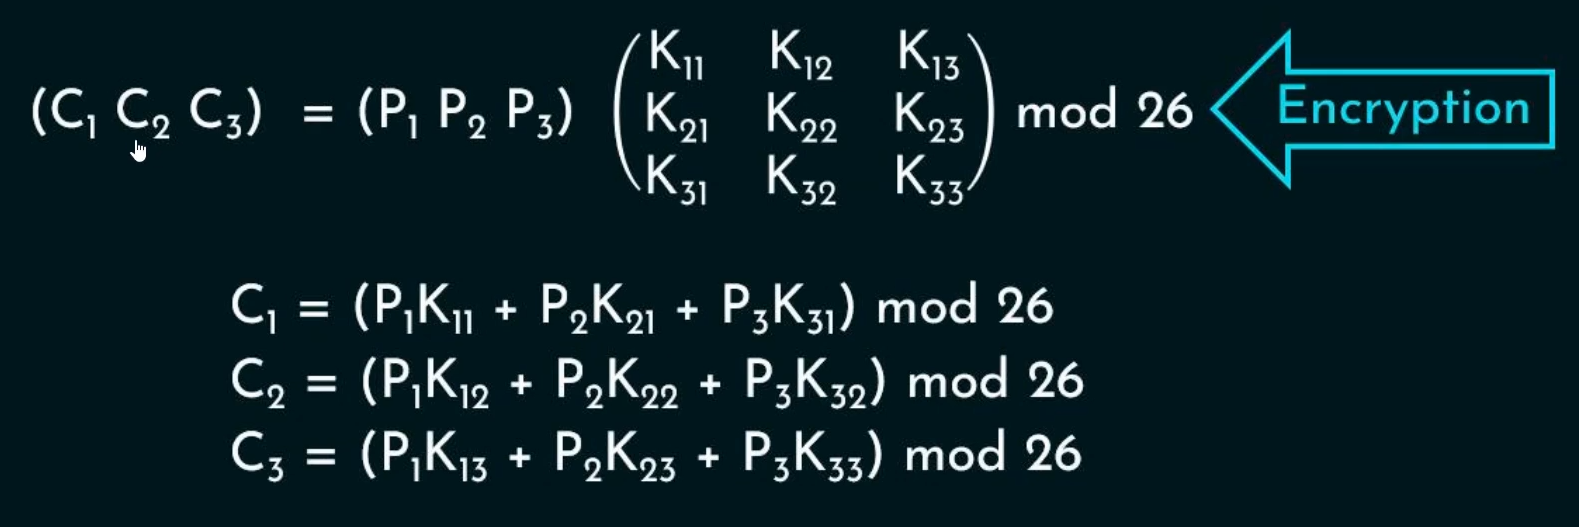 (C₁ C₂ C₃) = (P₁ P₂ P₃) (K₁₁ K₁₂ K₁₃ mod 26 Encryption
K₂₁ K₂₂ K₂₃
K₃₁ K₃₂ K₃₃)
C₁ = (P₁K₁₁ + P₂K₂₁ + P₃K₃₁) mod 26
C₂ = (P₁K₁₂ + P₂K₂₂ + P₃K₃₂) mod 26
C₃ = (P₁K₁₃ + P₂K₂₃ + P₃K₃₃) mod 26